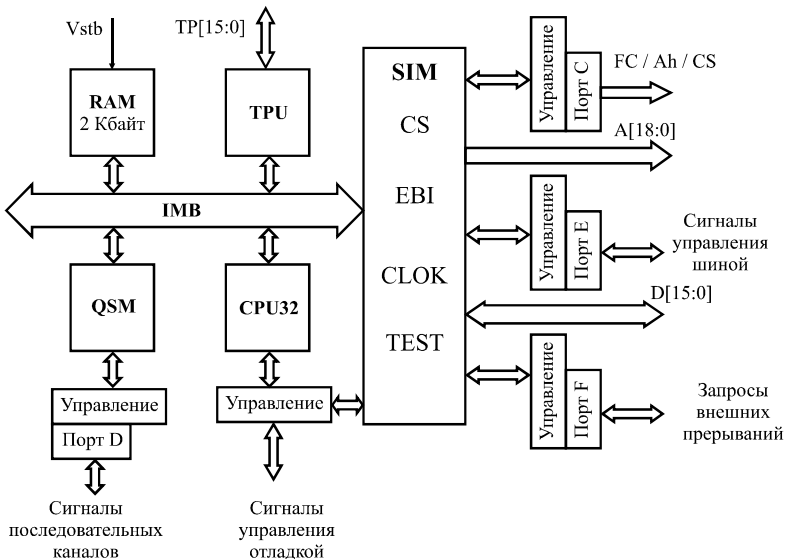 Vstb
TP[15:0]
RAM
2 Кбайт
TPU
IMB
QSM
CPU32
Управление
Порт D
Управление
Сигналы
последовательных
каналов
Сигналы
управления
отладкой
SIM
CS
EBI
CLOK
TEST
Управление
Порт C
FC / Ah / CS
A[18:0]
Управление
Порт E
Сигналы
управления
шиной
D[15:0]
Управление
Порт F
Запросы
внешних
прерываний